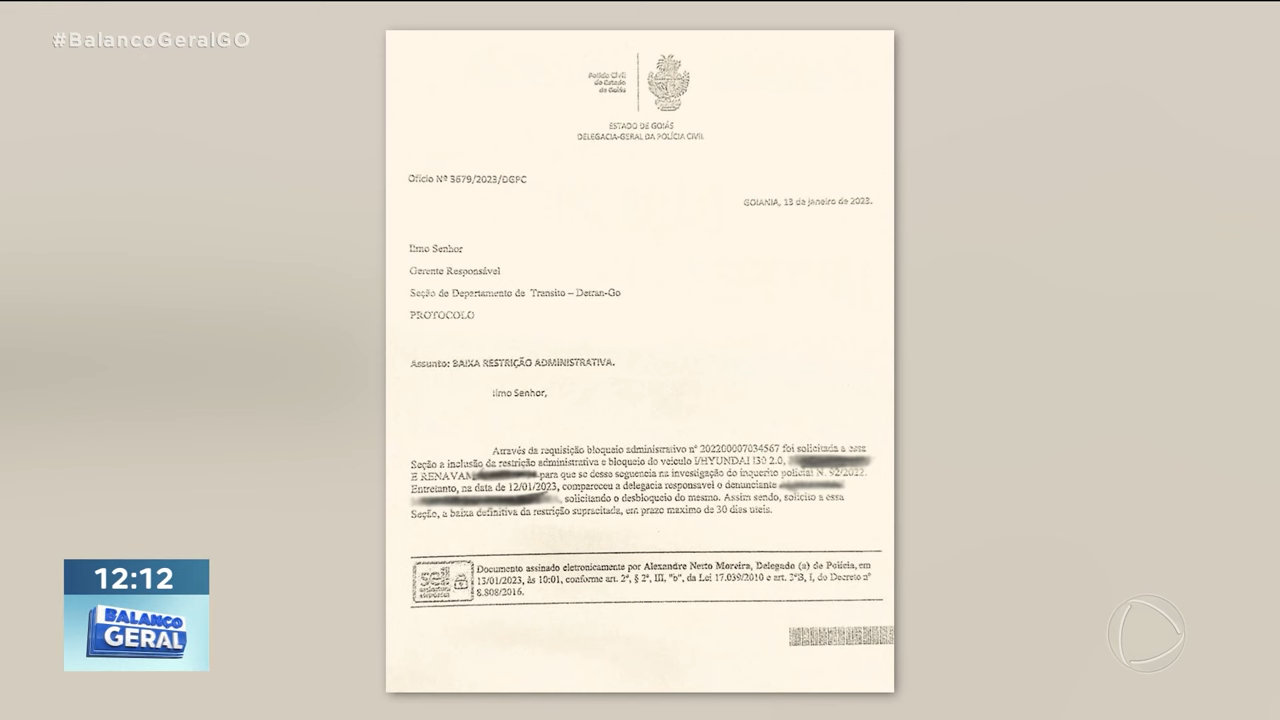 #BalancoGeralGO
Polícia Civil
do Estado
de Goiás
ESTADO DE GOIÁS
DELEGACIA-GERAL DA POLÍCIA CIVIL
Ofício Nº 3679/2023/DGPC
GOIANIA, 13 de janeiro de 2023.
Ilmo Senhor
Gerente Responsável
Seção de Departamento de Transito – Detran-Go
PROTOCOLO
Assunto: BAIXA RESTRIÇÃO ADMINISTRATIVA.
Ilmo Senhor,
Através da requisição bloqueio administrativo nº 202200007034567 foi solicitada a essa
Seção a inclusão da restrição administrativa e bloqueio do veiculo I/HYUNDAI I30 2.0,
E RENAVAM para que se desse seguencia na investigação do inquerito policial N. 92/2022.
Entretanto, na data de 12/01/2023, compareceu a delegacia responsavel o denunciante
, solicitando o desbloqueio do mesmo. Assim sendo, solicito a essa
Seção, a baixa definitiva da restrição supracitada, em prazo maximo de 30 dias uteis.
sei!
assinatura
eletrônica
Documento assinado eletronicamente por Alexandre Netto Moreira, Delegado (a) de Polícia, em
13/01/2023, às 10:01, conforme art. 2º, § 2º, III, "b", da Lei 17.039/2010 e art. 3ºB, I, do Decreto nº
8.808/2016.
12:12
BALANÇO
GERAL